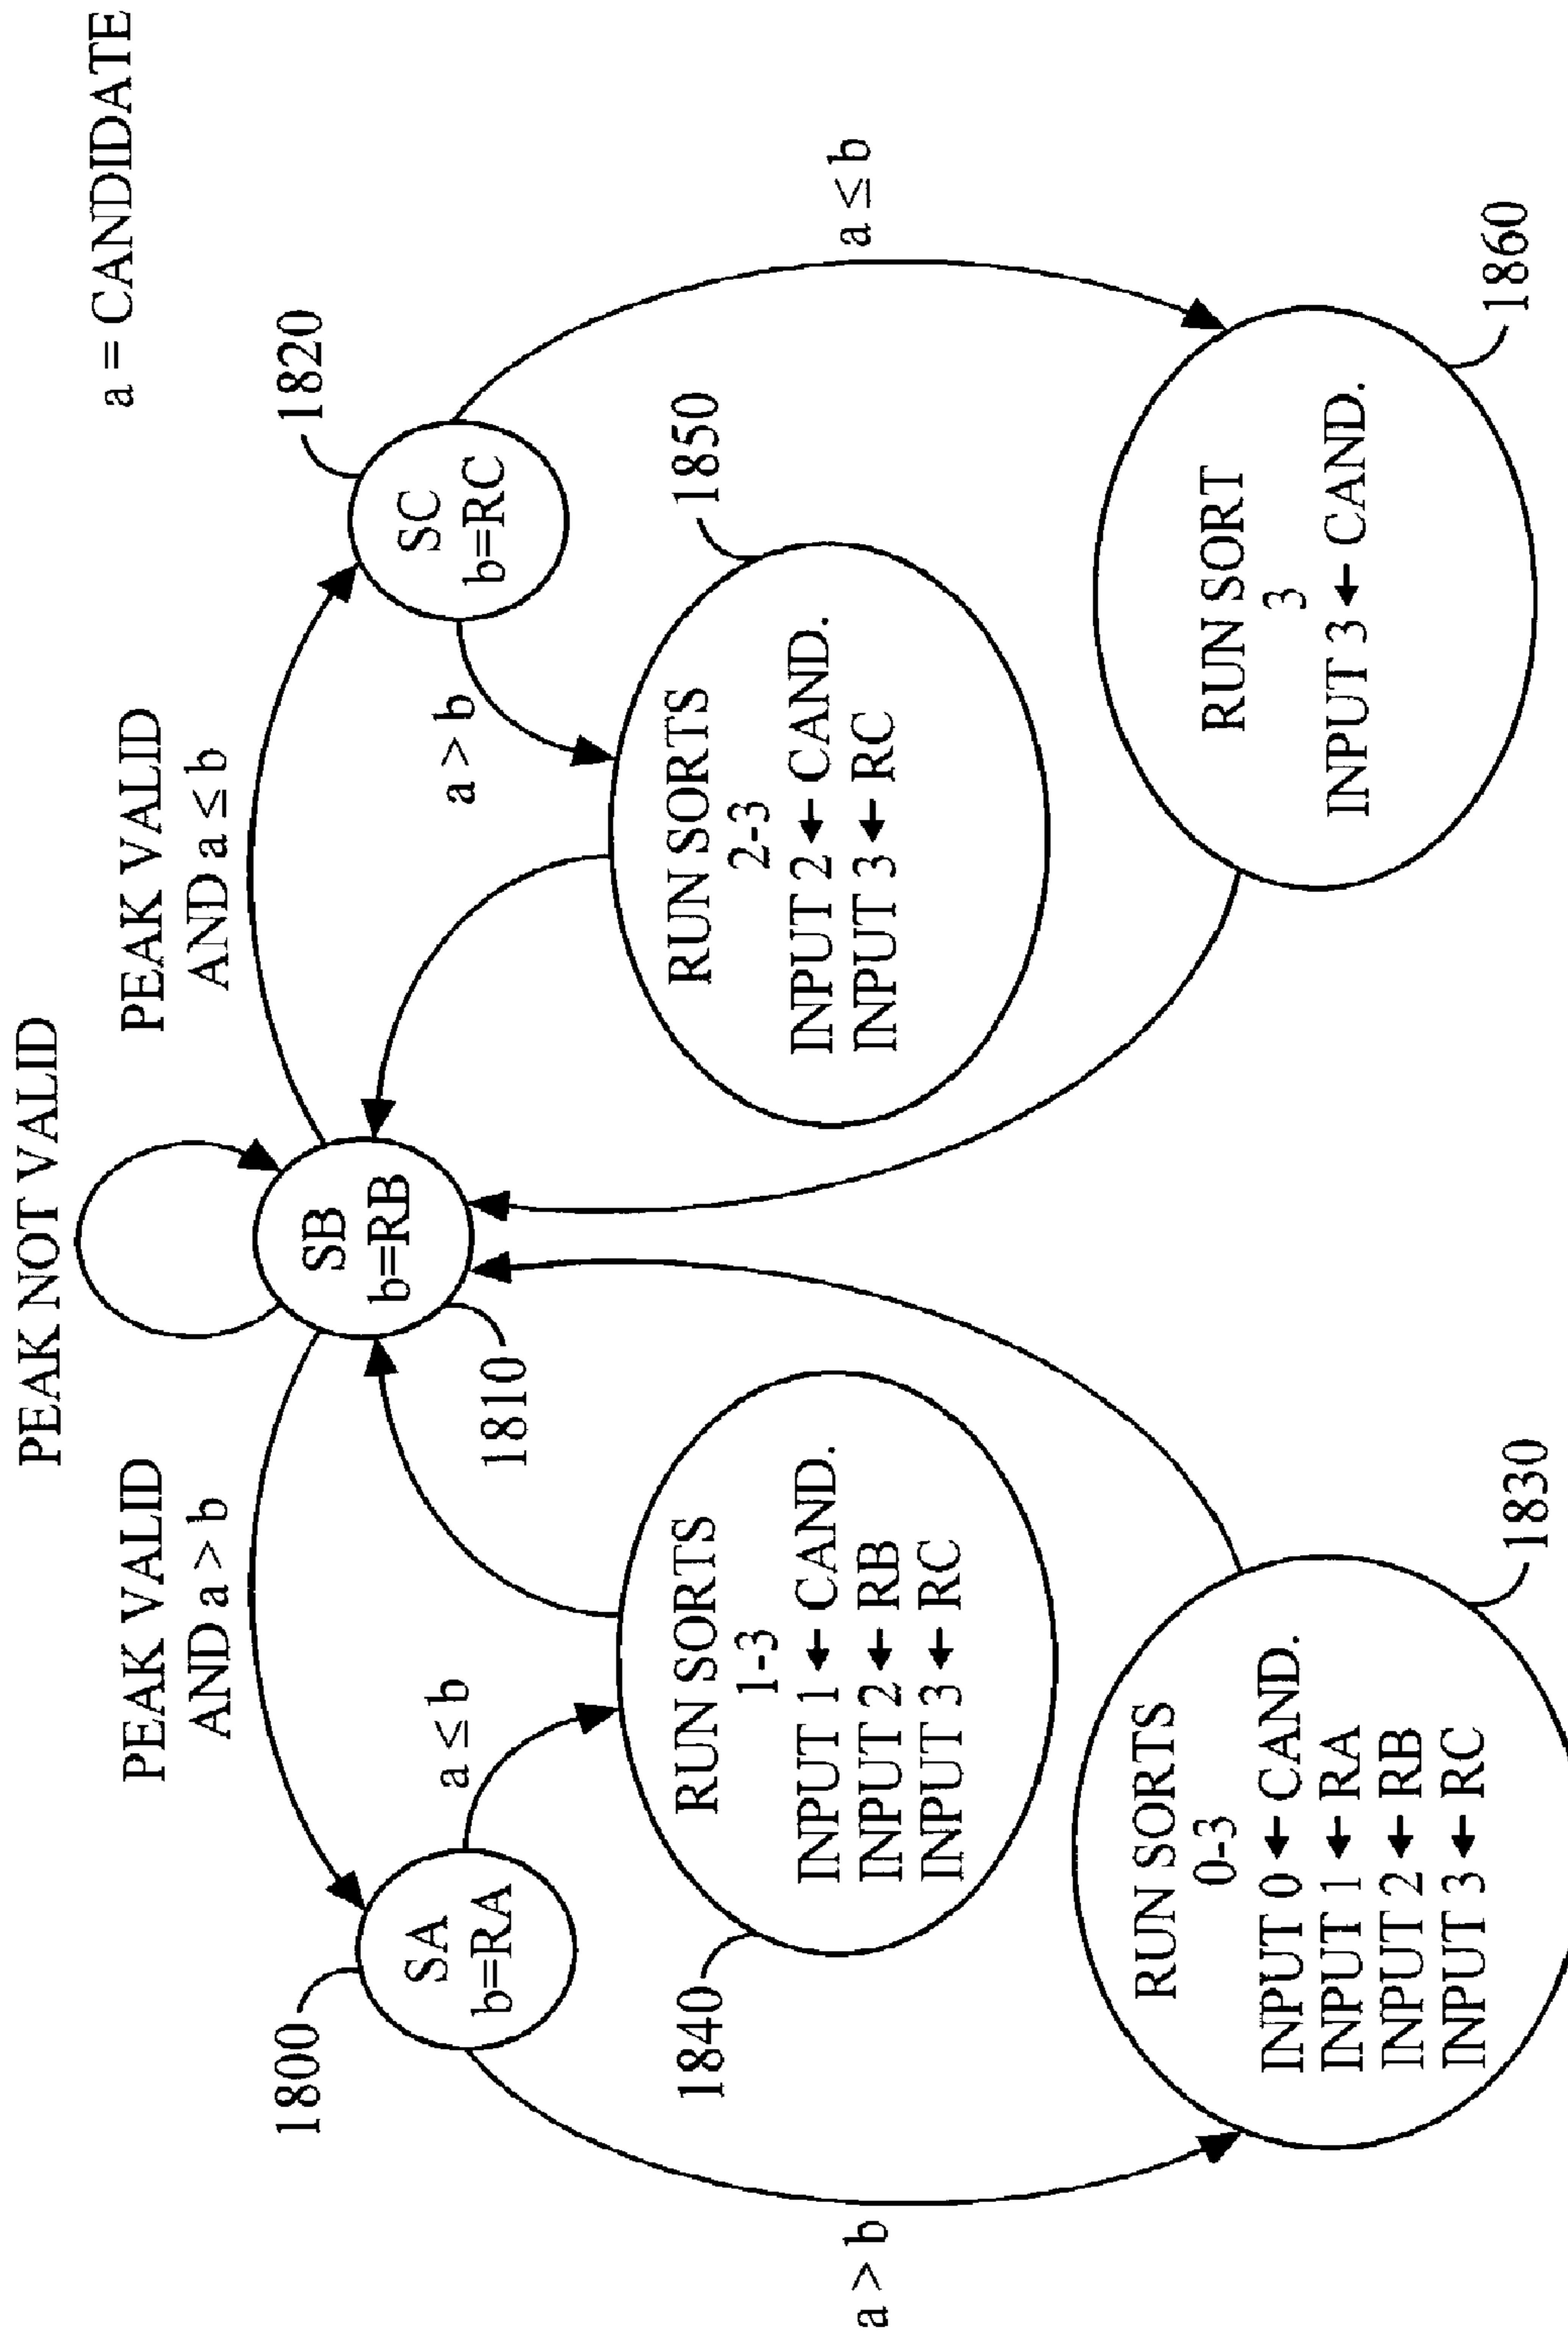 a = CANDIDATE
PEAK NOT VALID
PEAK VALID
AND a > b
PEAK VALID
AND a ≤ b
1800
SA
b=RA
SB
b=RB
1810
SC
b=RC
1820
a ≤ b
a > b
1840
RUN SORTS
1-3
INPUT 1 ← CAND.
INPUT 2 ← RB
INPUT 3 ← RC
RUN SORTS
2-3
INPUT 2 ← CAND.
INPUT 3 ← RC
1850
a > b
a ≤ b
RUN SORTS
0-3
INPUT 0 ← CAND.
INPUT 1 ← RA
INPUT 2 ← RB
INPUT 3 ← RC
1830
RUN SORT
3
INPUT 3 ← CAND.
1860